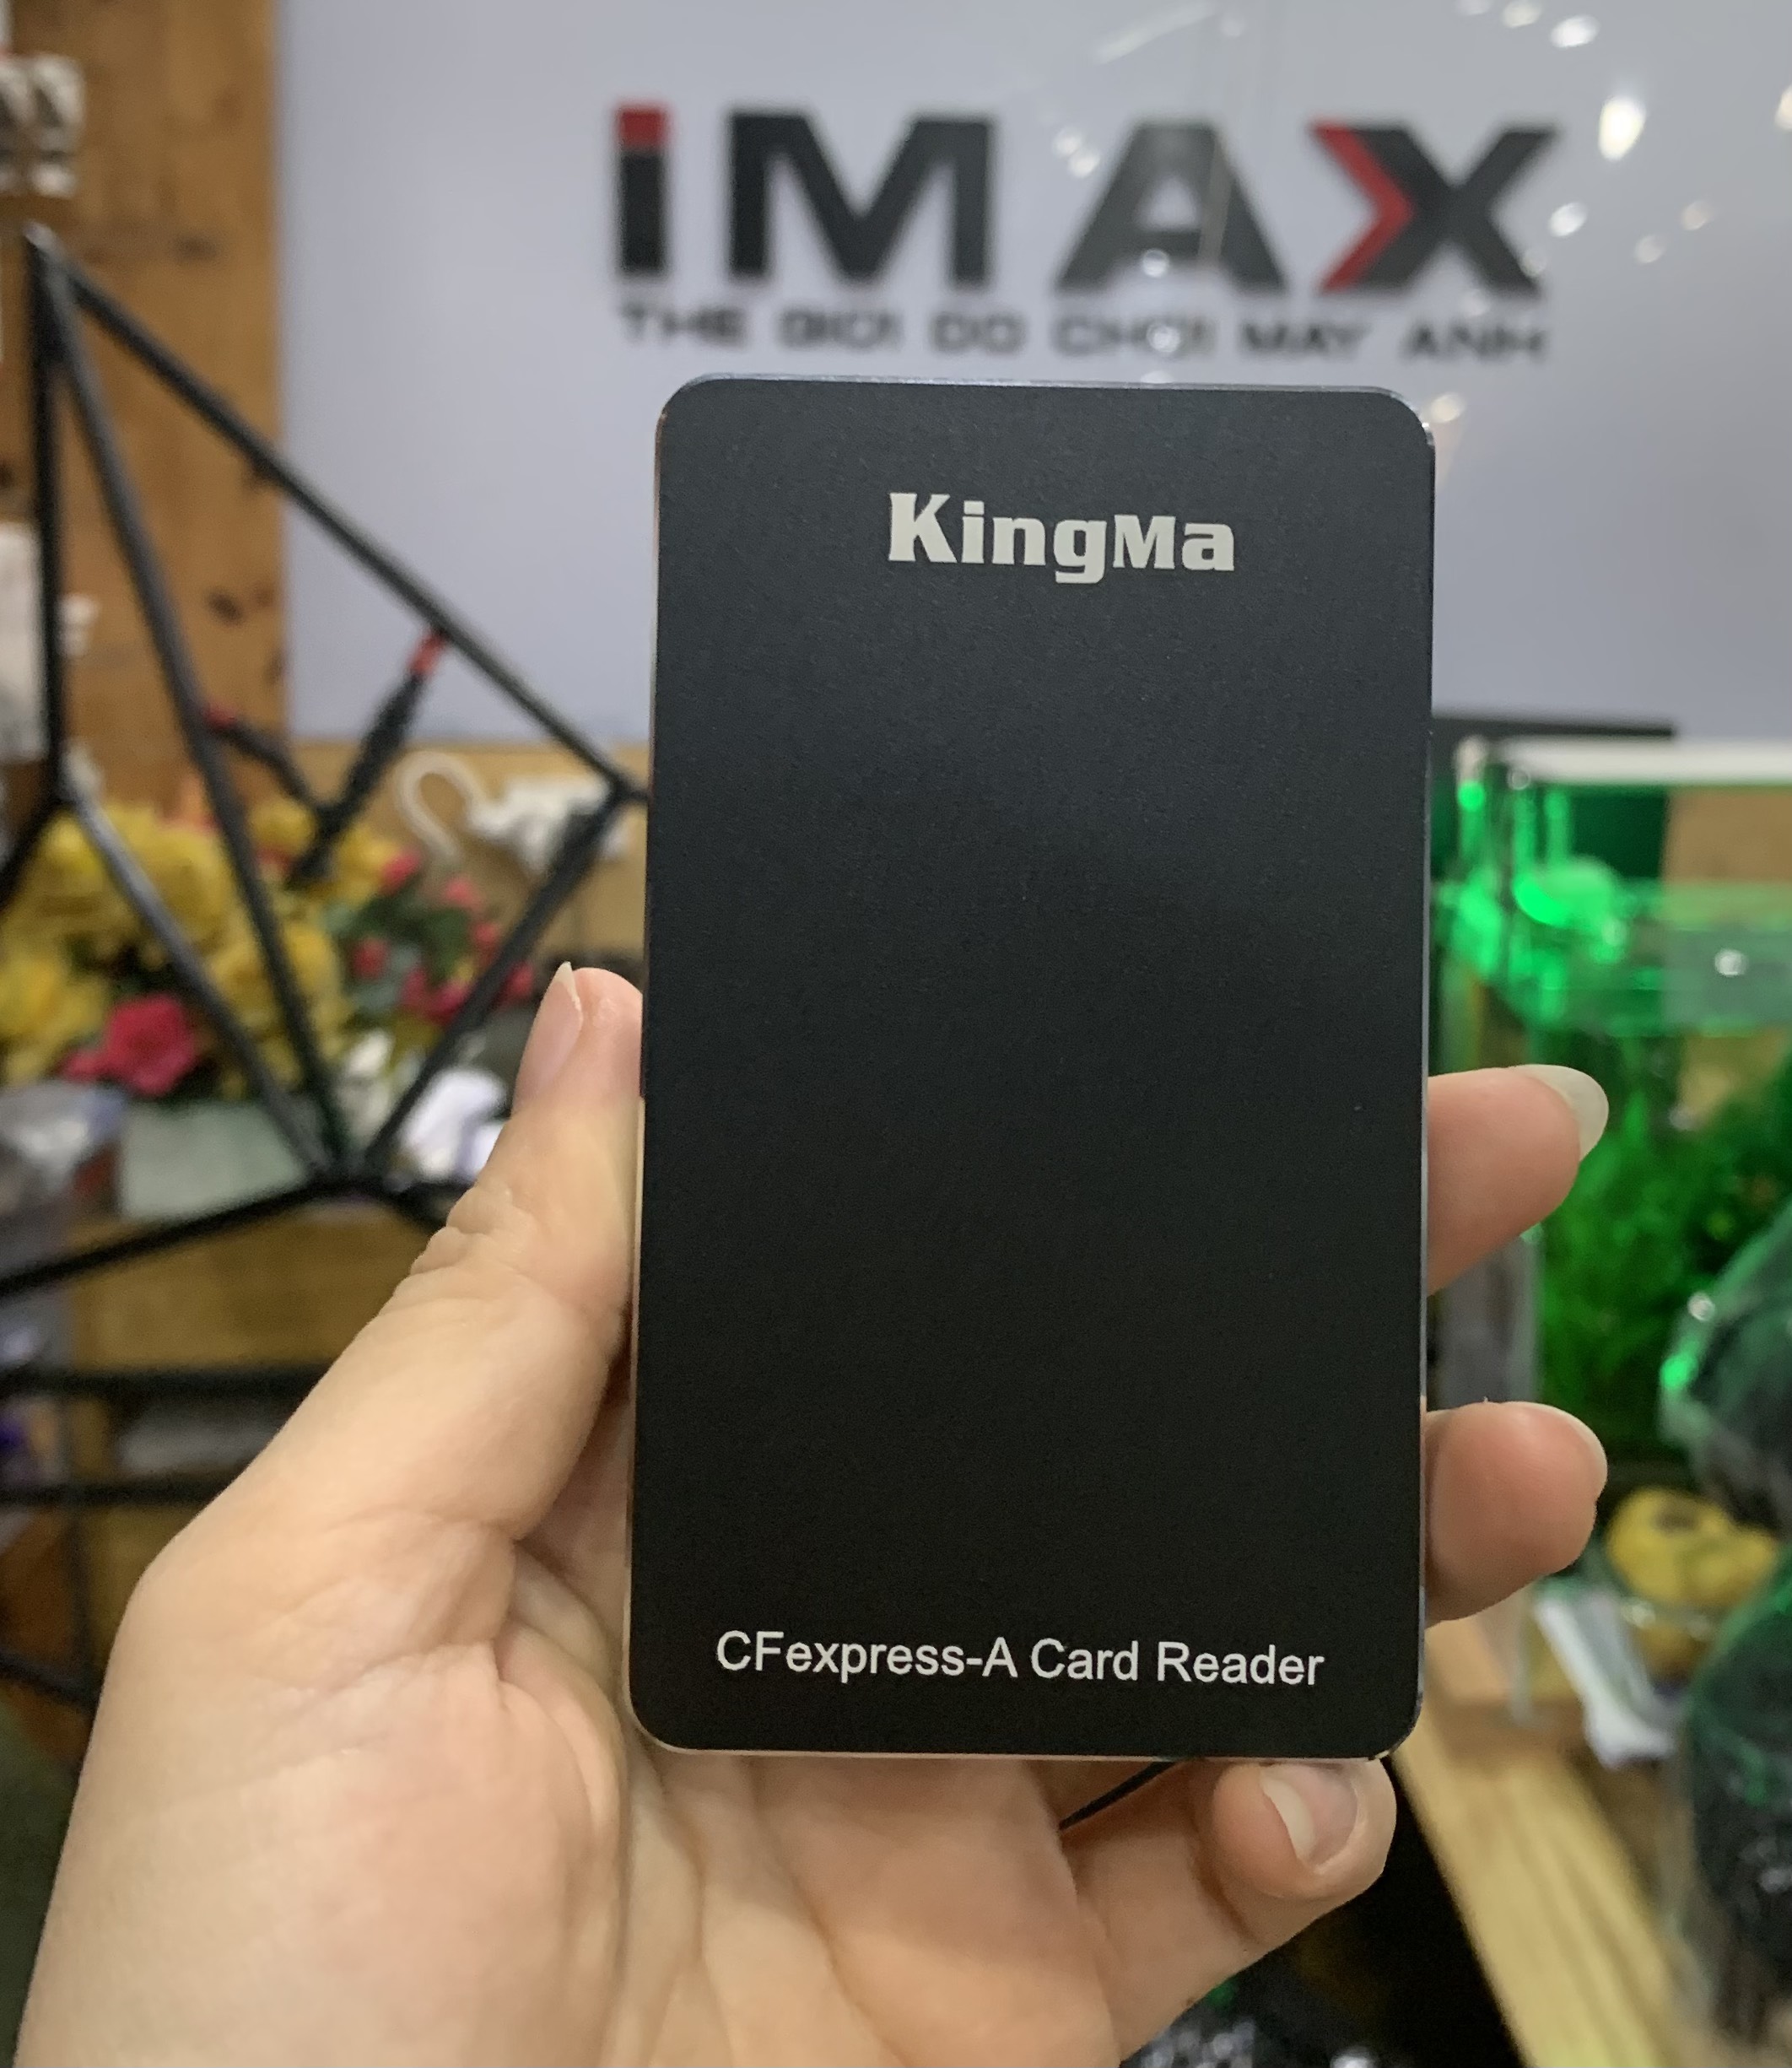 iMAX
THE GIOI DO CHOI MAY ANH
KingMa
CFexpress-A Card Reader